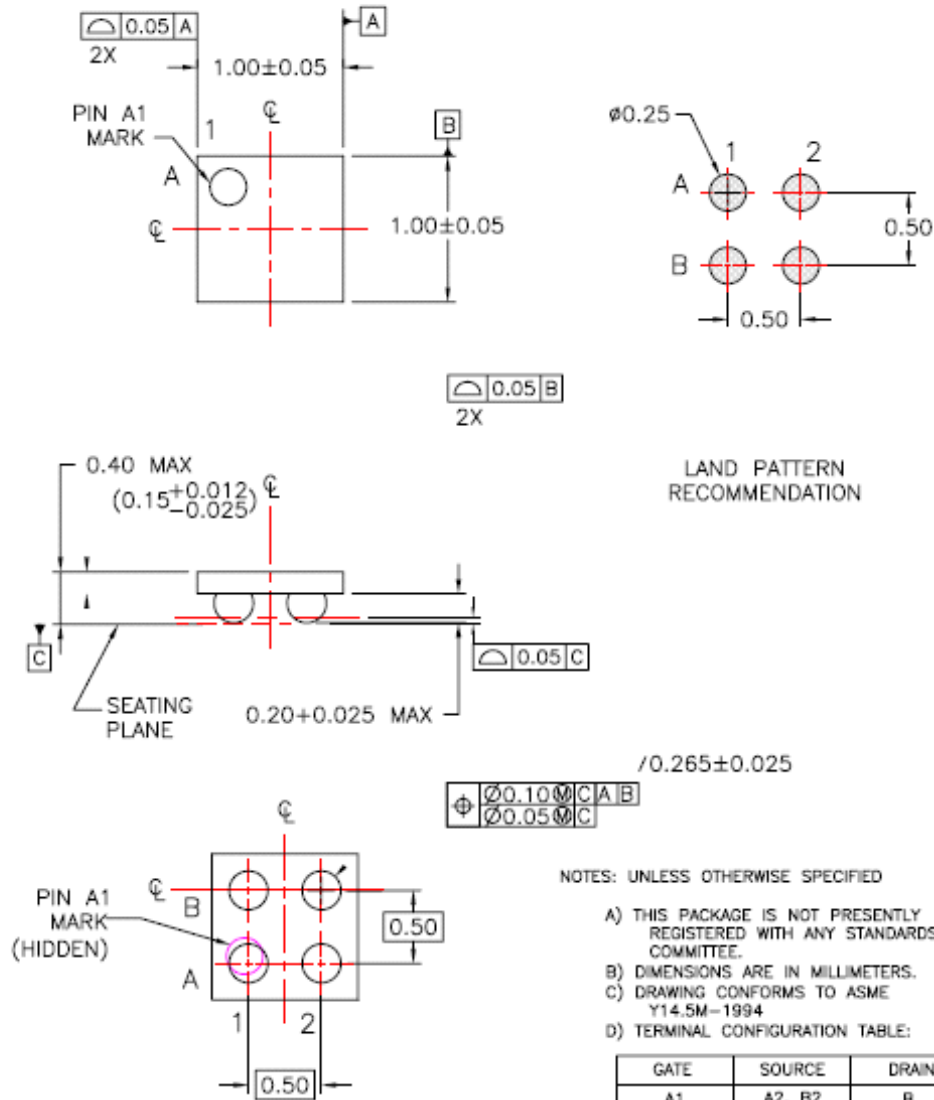 ⌓ 0.05 A
2X
A
1.00±0.05
PIN A1
MARK
1
℄
B
A
℄
1.00±0.05
Ø0.25
1 2
A
B
0.50
0.50
⌓ 0.05 B
2X
LAND PATTERN
RECOMMENDATION
0.40 MAX
(0.15+0.012/-0.025)
℄
C
SEATING
PLANE
0.20+0.025 MAX
⌓ 0.05 C
/0.265±0.025
⌖ Ø0.10Ⓜ C A B
Ø0.05Ⓜ C
℄
℄
PIN A1
MARK
(HIDDEN)
B
A
1 2
0.50
0.50
NOTES: UNLESS OTHERWISE SPECIFIED
A) THIS PACKAGE IS NOT PRESENTLY
REGISTERED WITH ANY STANDARDS
COMMITTEE.
B) DIMENSIONS ARE IN MILLIMETERS.
C) DRAWING CONFORMS TO ASME
Y14.5M-1994
D) TERMINAL CONFIGURATION TABLE:
GATE SOURCE DRAIN
A1 A2, B2 B